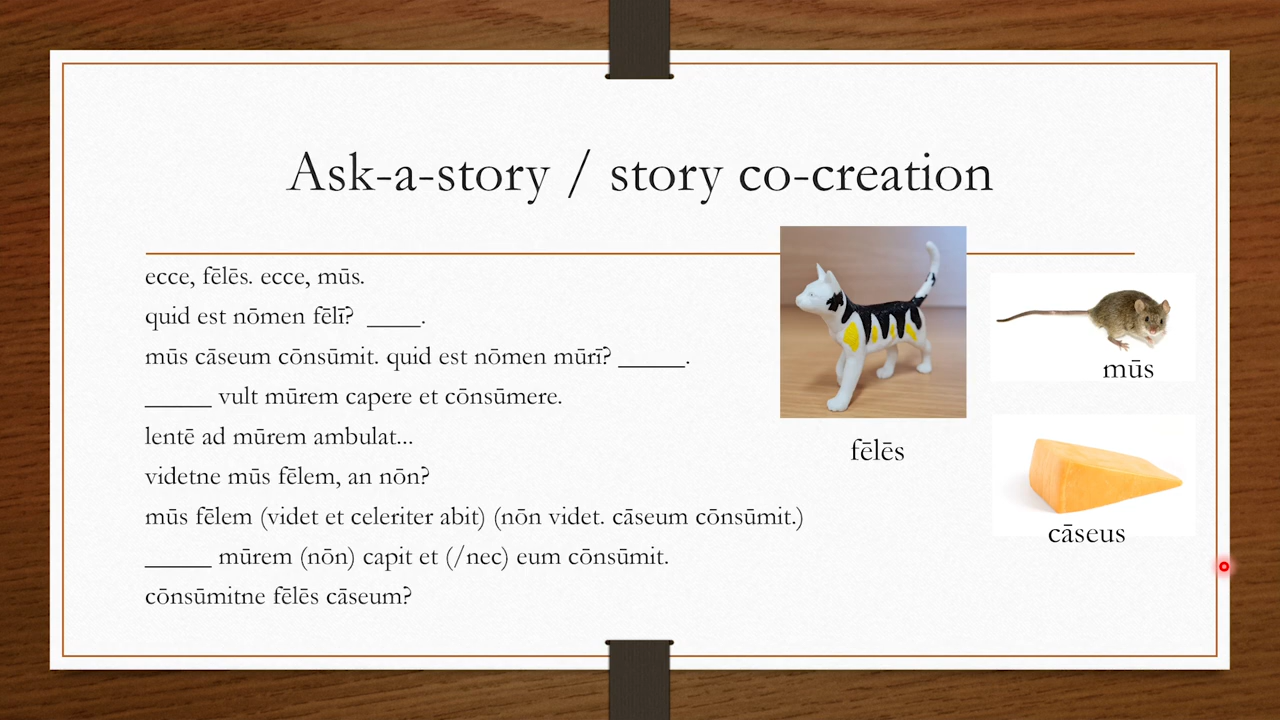 Ask-a-story / story co-creation
ecce, fēlēs. ecce, mūs.
quid est nōmen fēlī? ____.
mūs cāseum cōnsūmit. quid est nōmen mūrī? _____.
_____ vult mūrem capere et cōnsūmere.
lentē ad mūrem ambulat...
videtne mūs fēlem, an nōn?
mūs fēlem (videt et celeriter abit) (nōn videt. cāseum cōnsūmit.)
_____ mūrem (nōn) capit et (/nec) eum cōnsūmit.
cōnsūmitne fēlēs cāseum?
fēlēs
mūs
cāseus